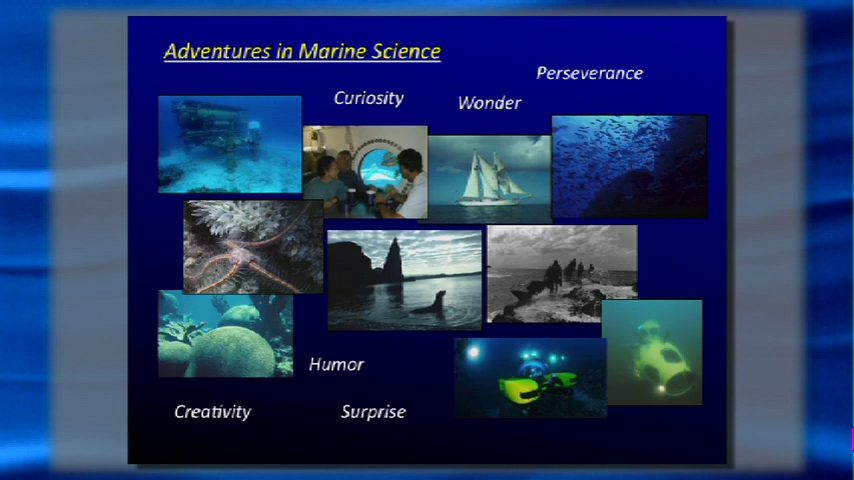 Adventures in Marine Science
Perseverance
Curiosity
Wonder
Humor
Creativity
Surprise